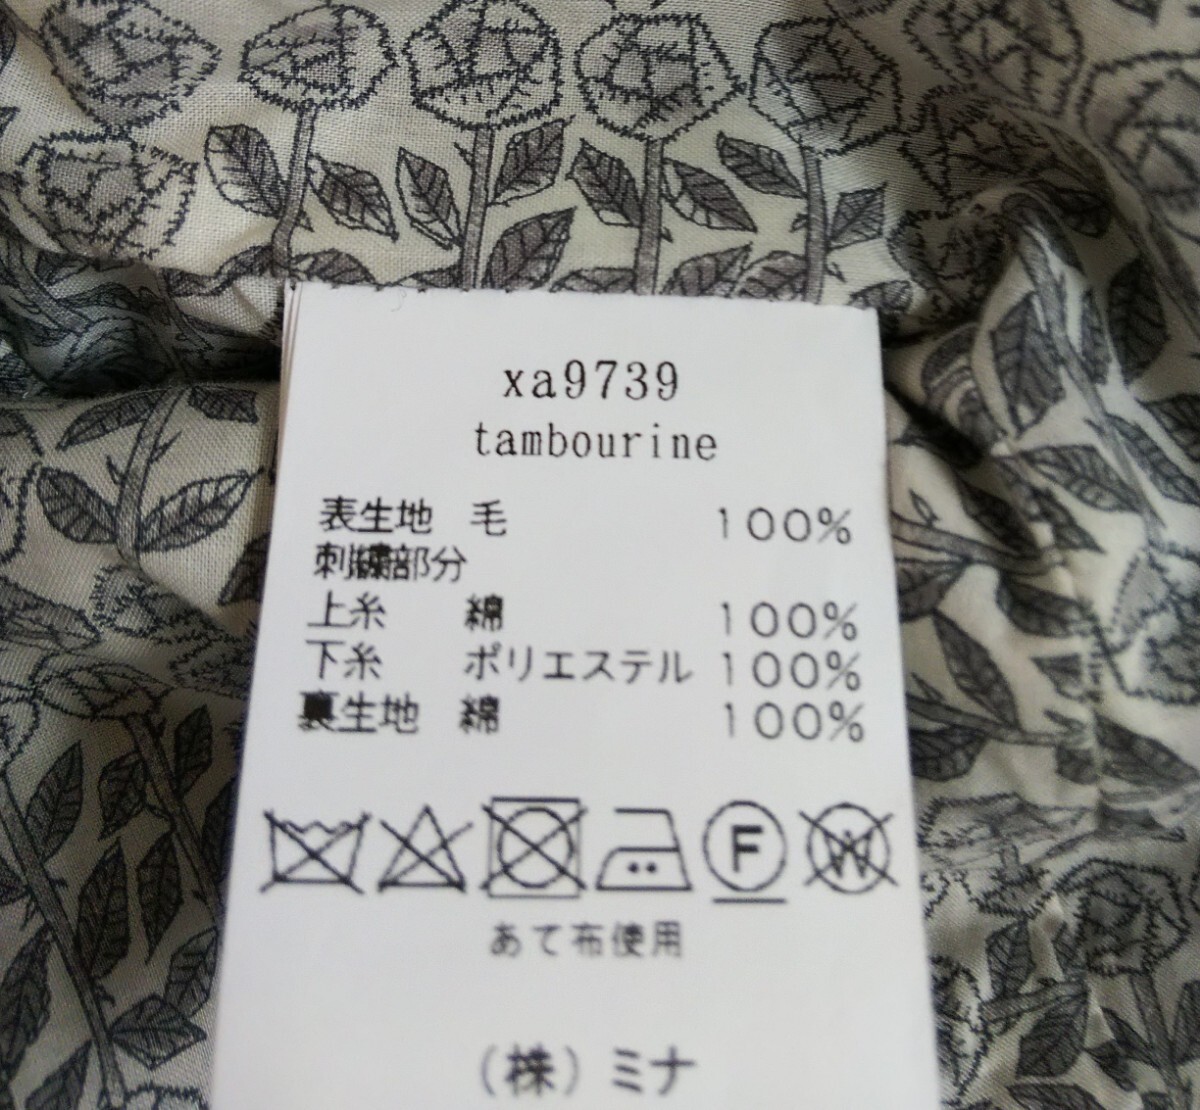 xa9739
tambourine
表生地 毛 100%
刺繍部分
上糸 綿 100%
下糸 ポリエステル 100%
裏生地 綿 100%
F W
あて布使用
(株)ミナ